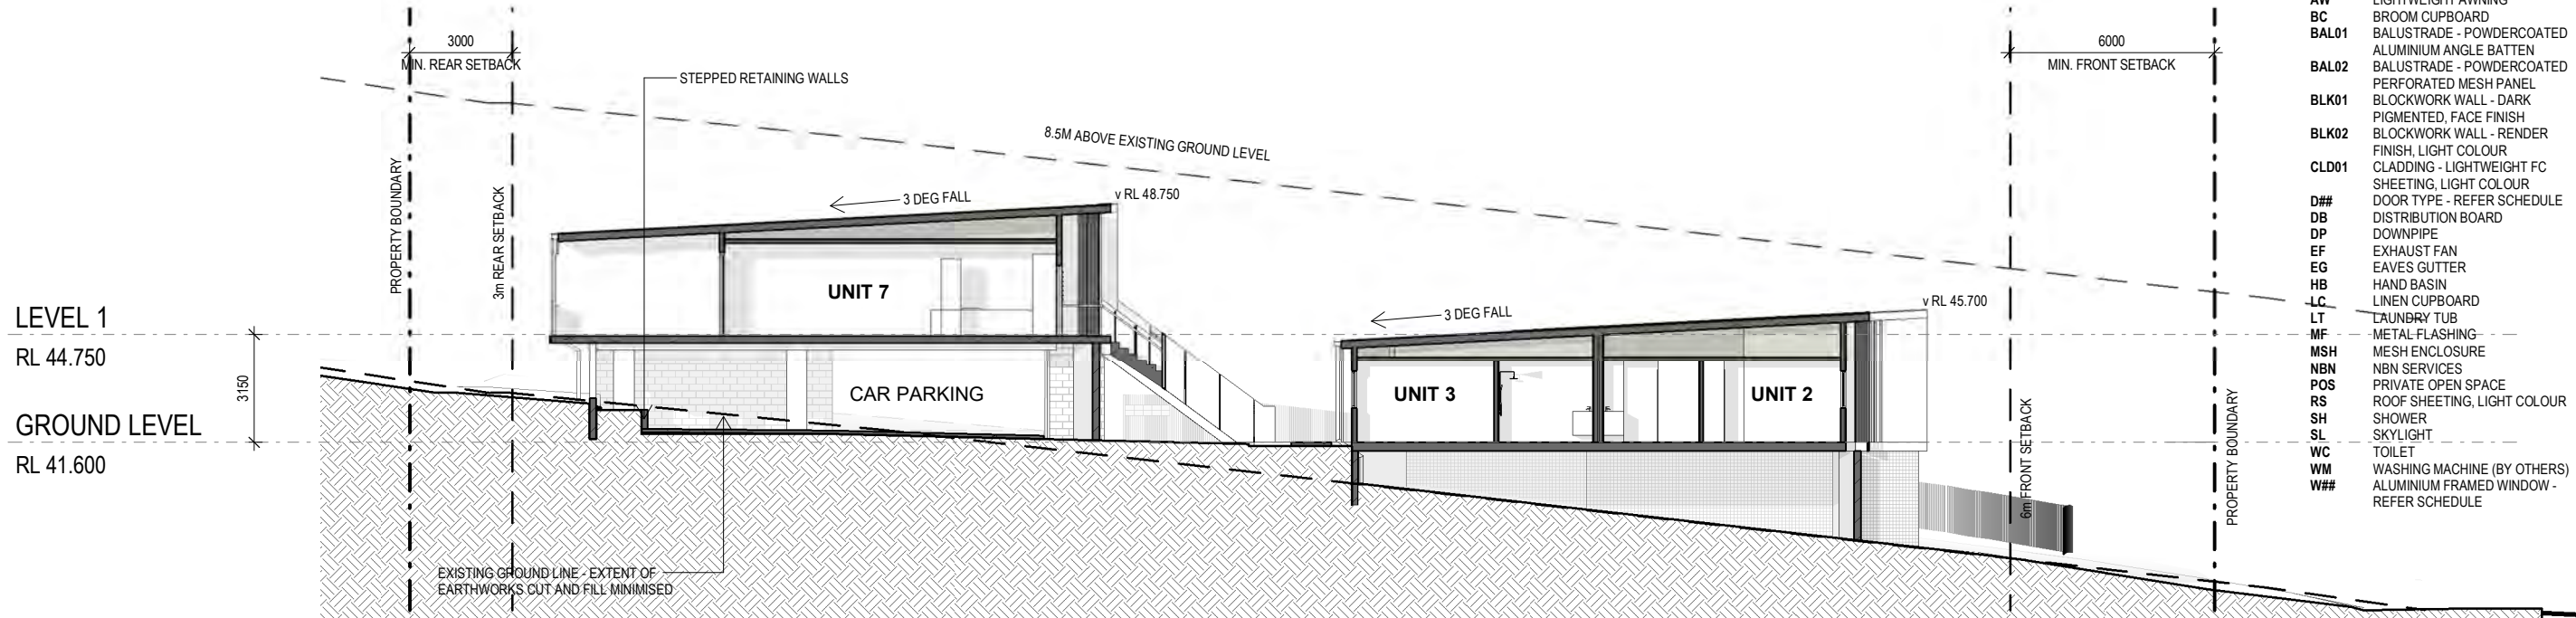 3000
MIN. REAR SETBACK
STEPPED RETAINING WALLS
6000
MIN. FRONT SETBACK
8.5M ABOVE EXISTING GROUND LEVEL
PROPERTY BOUNDARY
3m REAR SETBACK
3 DEG FALL
v RL 48.750
UNIT 7
LEVEL 1
RL 44.750
3150
GROUND LEVEL
RL 41.600
CAR PARKING
3 DEG FALL
v RL 45.700
UNIT 3
UNIT 2
6m FRONT SETBACK
PROPERTY BOUNDARY
EXISTING GROUND LINE - EXTENT OF
EARTHWORKS CUT AND FILL MINIMISED
AW LIGHTWEIGHT AWNING
BC BROOM CUPBOARD
BAL01 BALUSTRADE - POWDERCOATED
ALUMINIUM ANGLE BATTEN
BAL02 BALUSTRADE - POWDERCOATED
PERFORATED MESH PANEL
BLK01 BLOCKWORK WALL - DARK
PIGMENTED, FACE FINISH
BLK02 BLOCKWORK WALL - RENDER
FINISH, LIGHT COLOUR
CLD01 CLADDING - LIGHTWEIGHT FC
SHEETING, LIGHT COLOUR
D## DOOR TYPE - REFER SCHEDULE
DB DISTRIBUTION BOARD
DP DOWNPIPE
EF EXHAUST FAN
EG EAVES GUTTER
HB HAND BASIN
LC LINEN CUPBOARD
LT LAUNDRY TUB
MF METAL FLASHING
MSH MESH ENCLOSURE
NBN NBN SERVICES
POS PRIVATE OPEN SPACE
RS ROOF SHEETING, LIGHT COLOUR
SH SHOWER
SL SKYLIGHT
WC TOILET
WM WASHING MACHINE (BY OTHERS)
W## ALUMINIUM FRAMED WINDOW -
REFER SCHEDULE